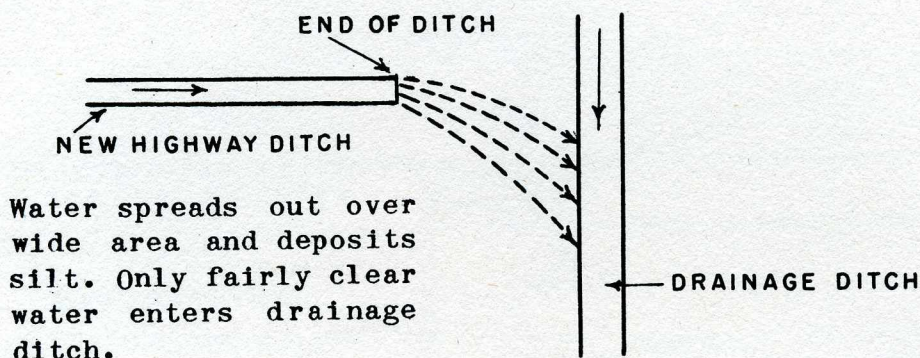 END OF DITCH
NEW HIGHWAY DITCH
Water spreads out over
wide area and deposits
silt. Only fairly clear
water enters drainage
ditch.
DRAINAGE DITCH